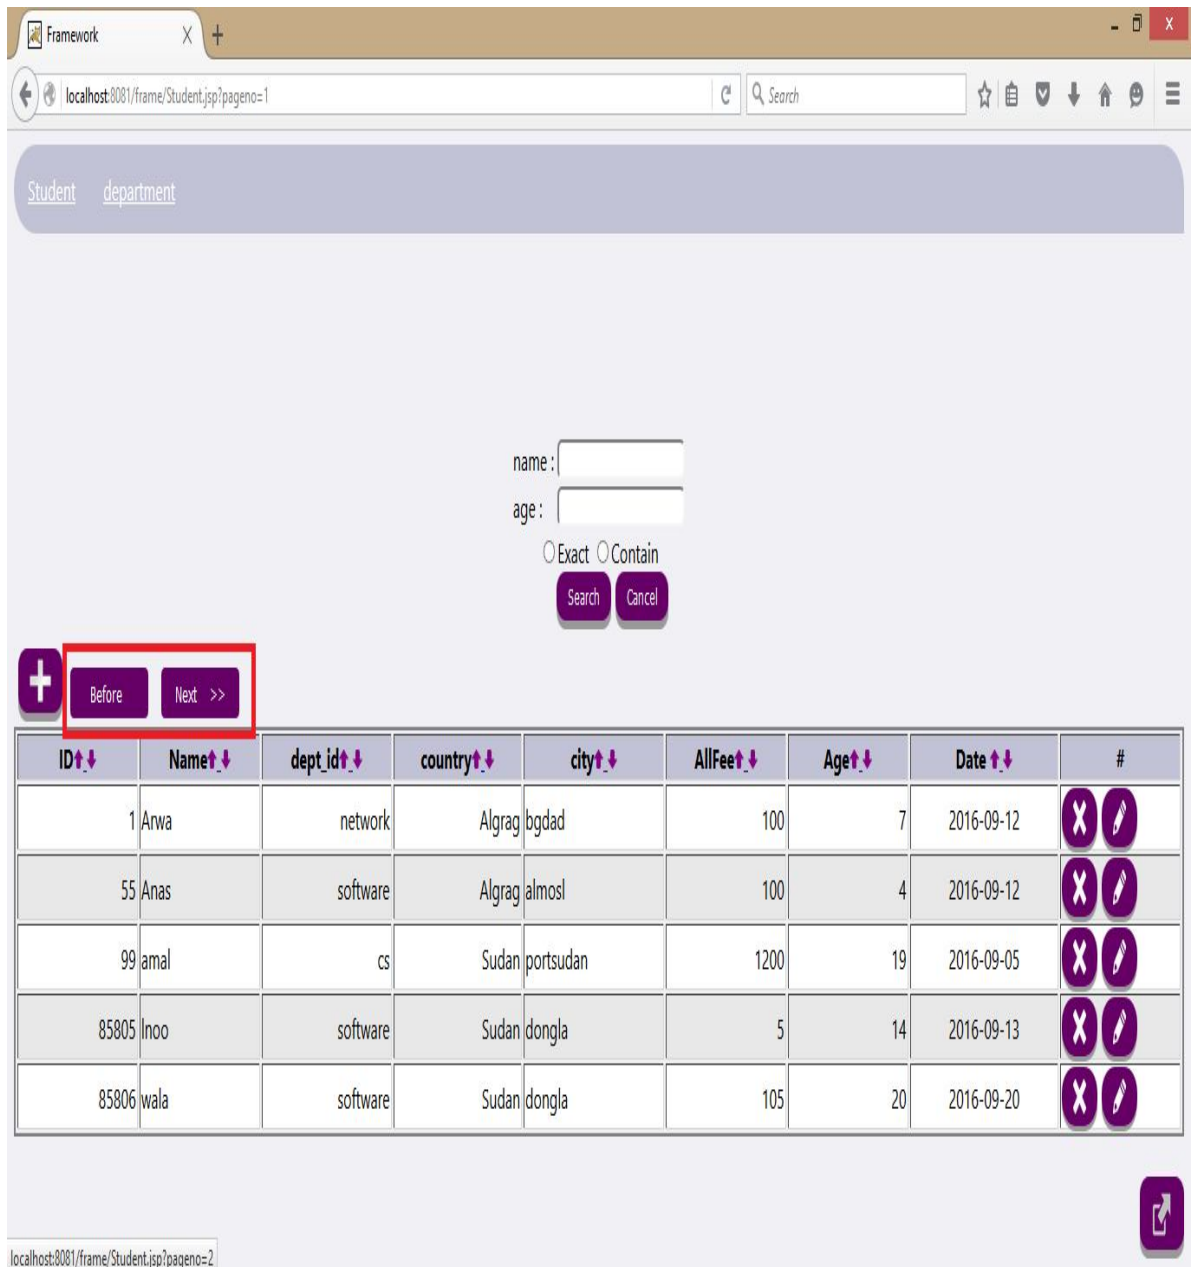 Framework
localhost:8081/frame/Student.jsp?pageno=1
Search
Student department
name :
age :
Exact Contain
Search Cancel
Before Next >>
ID Name dept_id country city AllFee Age Date #
1 Arwa network Algrag bgdad 100 7 2016-09-12
55 Anas software Algrag almosl 100 4 2016-09-12
99 amal cs Sudan portsudan 1200 19 2016-09-05
85805 lnoo software Sudan dongla 5 14 2016-09-13
85806 wala software Sudan dongla 105 20 2016-09-20
localhost:8081/frame/Student.jsp?pageno=2